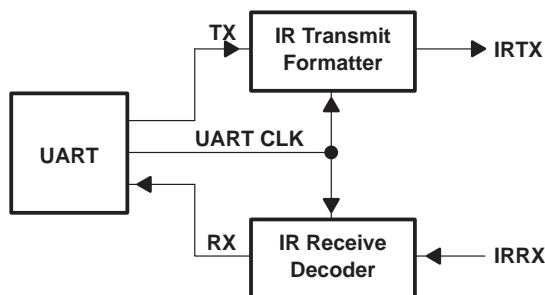 TX
IR Transmit
Formatter
IRTX
UART
UART CLK
RX
IR Receive
Decoder
IRRX